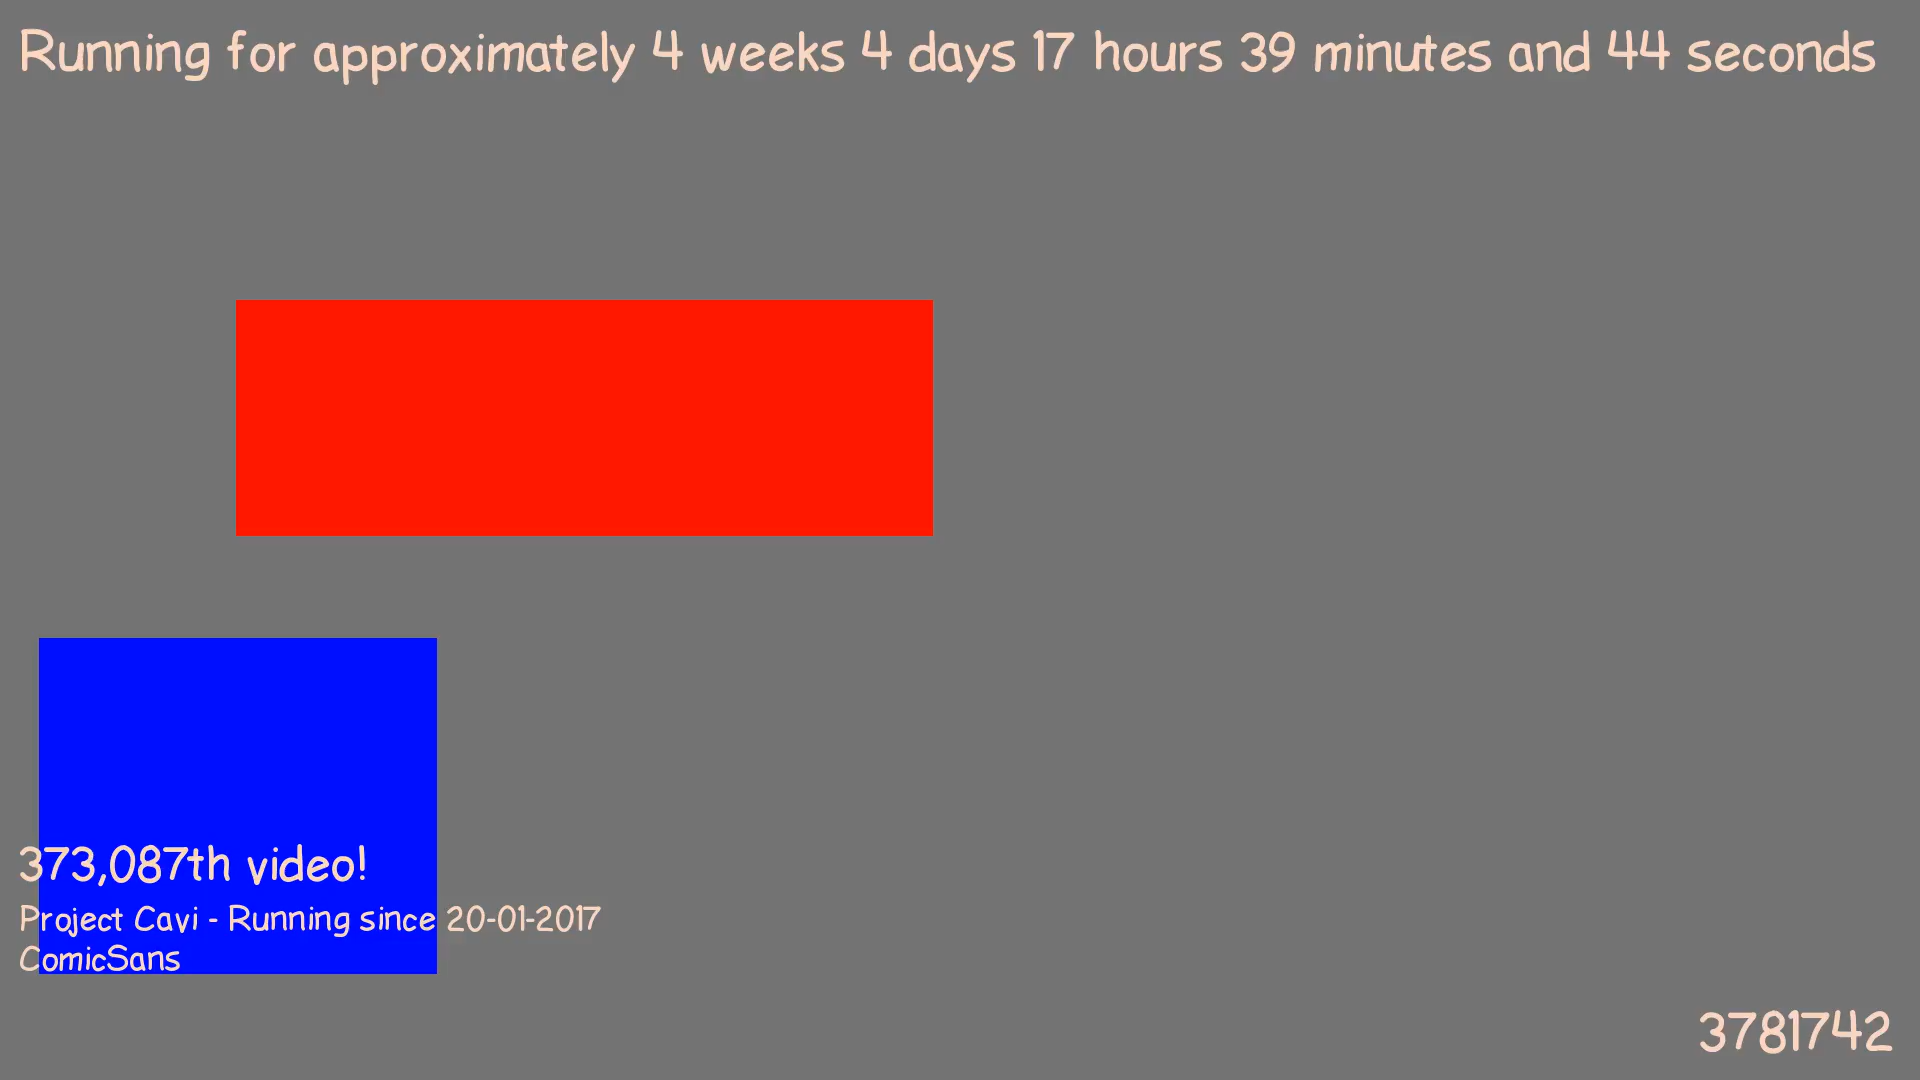 Running for approximately 4 weeks 4 days 17 hours 39 minutes and 44 seconds
373,087th video!
Project Cavi - Running since 20-01-2017
ComicSans
3781742